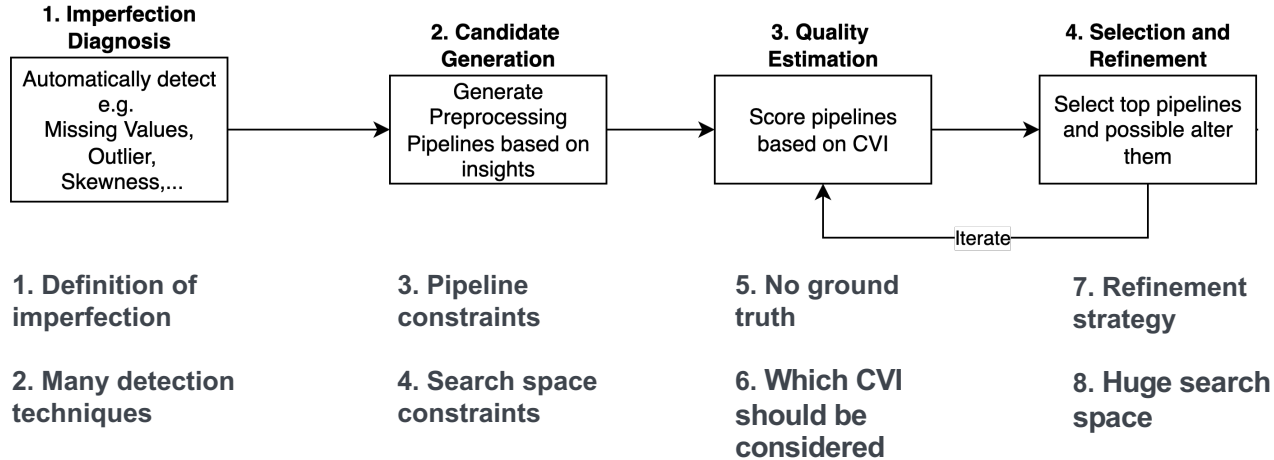 1. Imperfection
Diagnosis
Automatically detect
e.g.
Missing Values,
Outlier,
Skewness,...
2. Candidate
Generation
Generate
Preprocessing
Pipelines based on
insights
3. Quality
Estimation
Score pipelines
based on CVI
4. Selection and
Refinement
Select top pipelines
and possible alter
them
Iterate
1. Definition of
imperfection
2. Many detection
techniques
3. Pipeline
constraints
4. Search space
constraints
5. No ground
truth
6. Which CVI
should be
considered
7. Refinement
strategy
8. Huge search
space